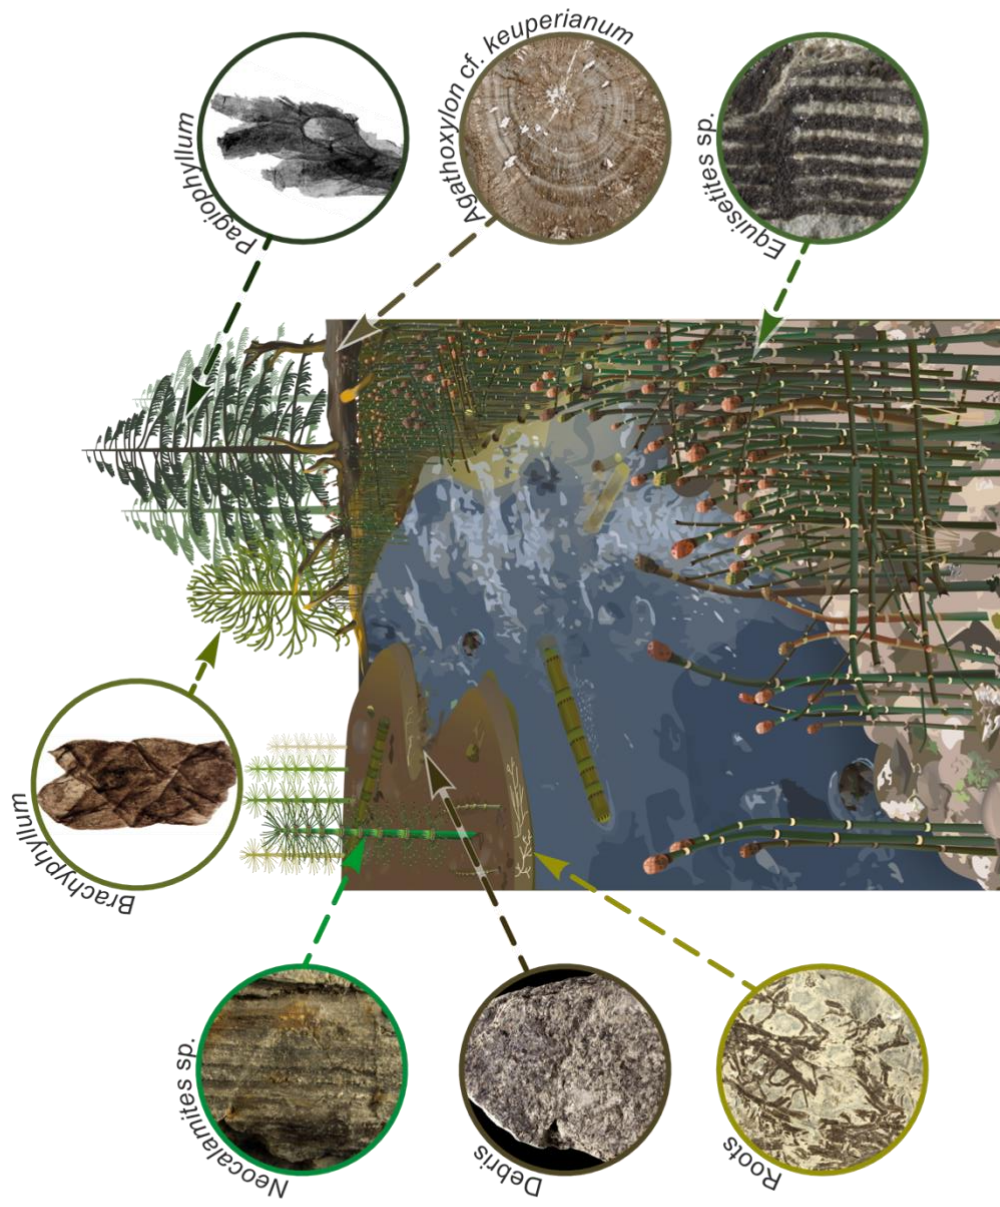 Pagiophyllum
Agathoxylon cf. keuperianum
Equisetites sp.
Brachyphyllum
Neocalamites sp.
Debris
Roots